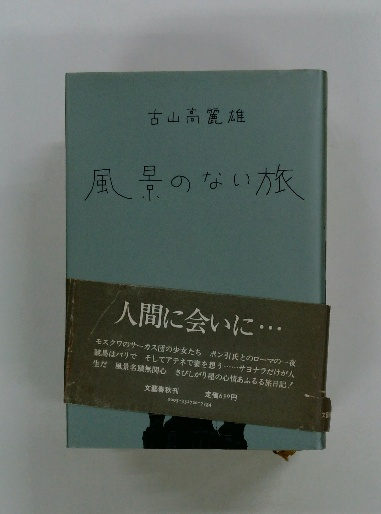 古山高麗雄
風景のない旅
人間に会いに…
モスクワのサーカス団の少女たち ポン引氏とのローマの一夜
競馬はパリで そしてアテネで妻を想う……サヨナラだけが人
生だ 風景名蹟無関心 さびしがり屋の心情あふるる旅日記！
文藝春秋刊 定価850円